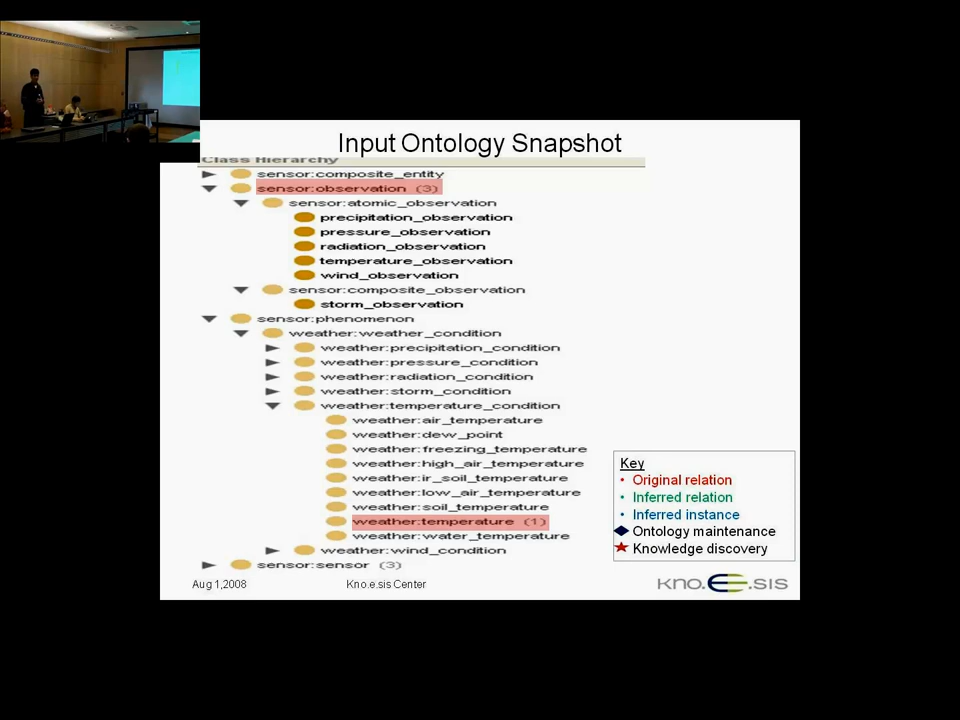 Input Ontology Snapshot
Class Hierarchy
sensor:composite_entity
sensor:observation (3)
sensor:atomic_observation
precipitation_observation
pressure_observation
radiation_observation
temperature_observation
wind_observation
sensor:composite_observation
storm_observation
sensor:phenomenon
weather:weather_condition
weather:precipitation_condition
weather:pressure_condition
weather:radiation_condition
weather:storm_condition
weather:temperature_condition
weather:air_temperature
weather:dew_point
weather:freezing_temperature
weather:high_air_temperature
weather:ir_soil_temperature
weather:low_air_temperature
weather:soil_temperature
weather:temperature (1)
weather:water_temperature
weather:wind_condition
sensor:sensor (3)
Key
• Original relation
• Inferred relation
• Inferred instance
Ontology maintenance
Knowledge discovery
Aug 1,2008 Kno.e.sis Center kno.e.sis